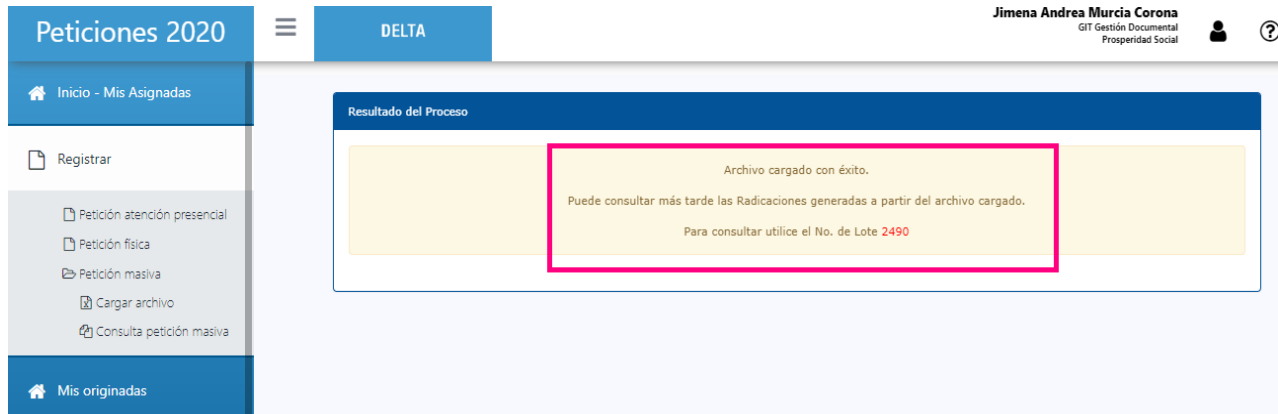 Peticiones 2020
DELTA
Jimena Andrea Murcia Corona
GIT Gestión Documental
Prosperidad Social
Inicio - Mis Asignadas
Registrar
Petición atención presencial
Petición física
Petición masiva
Cargar archivo
Consulta petición masiva
Mis originadas
Resultado del Proceso
Archivo cargado con éxito.
Puede consultar más tarde las Radicaciones generadas a partir del archivo cargado.
Para consultar utilice el No. de Lote 2490